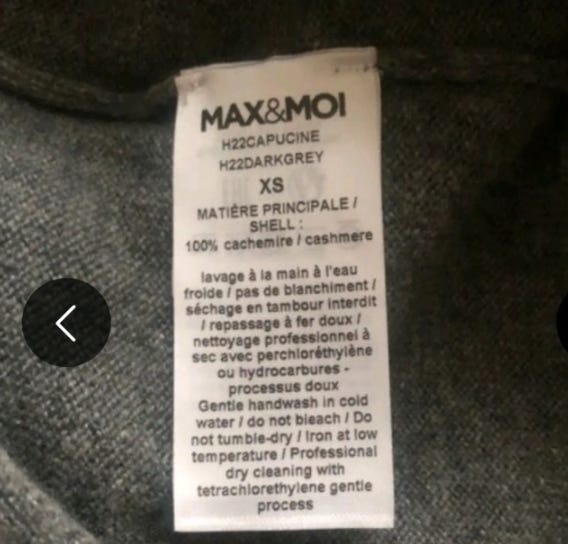 MAX&MOI
H22CAPUCINE
H22DARKGREY
XS
MATIÈRE PRINCIPALE /
SHELL :
100% cachemire / cashmere
lavage à la main à l'eau
froide / pas de blanchiment /
séchage en tambour interdit
/ repassage à fer doux /
nettoyage professionnel à
sec avec perchloréthylène
ou hydrocarbures -
processus doux
Gentle handwash in cold
water / do not bleach / Do
not tumble-dry / Iron at low
temperature / Professional
dry cleaning with
tetrachlorethylene gentle
process